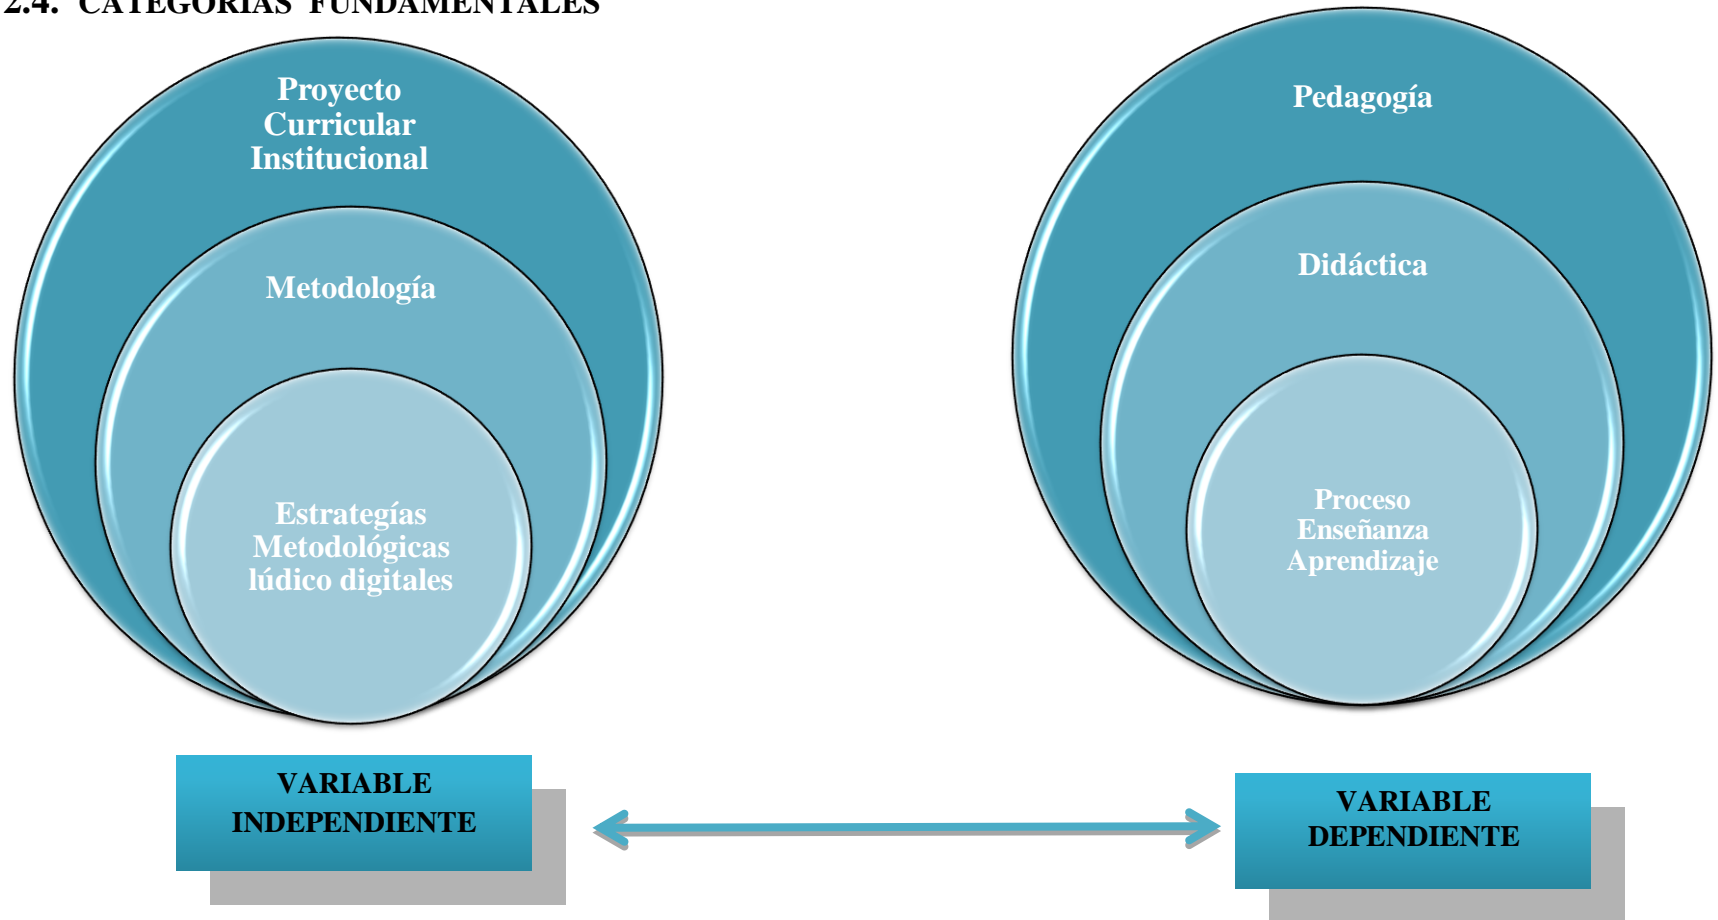 2.4. CATEGORÍAS FUNDAMENTALES
Proyecto
Curricular
Institucional
Metodología
Estrategías
Metodológicas
lúdico digitales
Pedagogía
Didáctica
Proceso
Enseñanza
Aprendizaje
VARIABLE
INDEPENDIENTE
VARIABLE
DEPENDIENTE